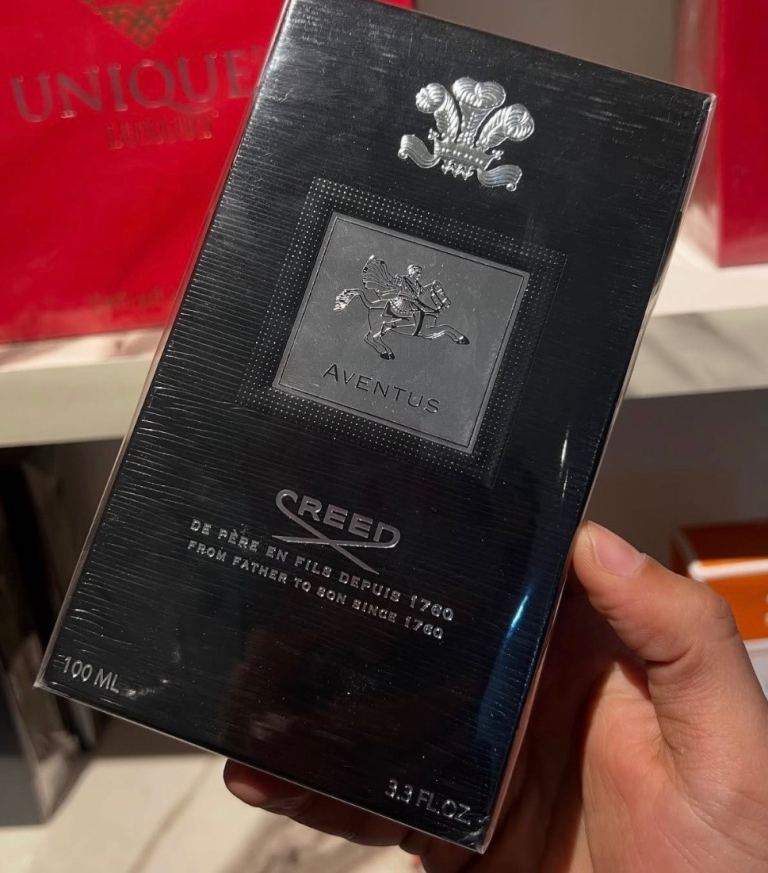 UNIQUE
LUXURY
AVENTUS
CREED
DE PÈRE EN FILS DEPUIS 1760
FROM FATHER TO SON SINCE 1760
100 ML
3.3 FL.OZ.